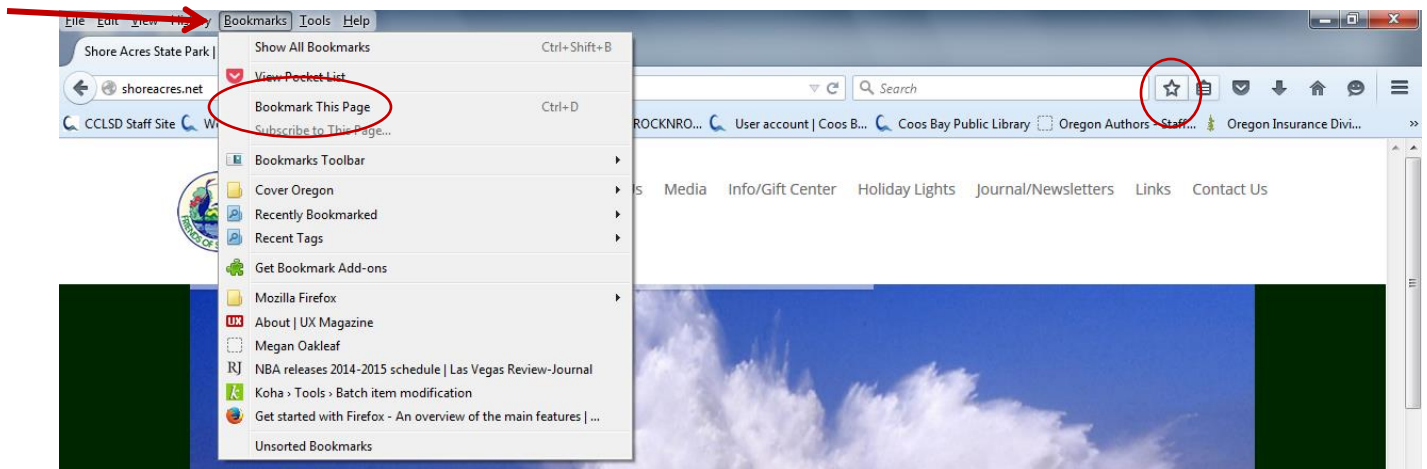 File Edit View History Bookmarks Tools Help
Shore Acres State Park |
shoreacres.net
Search
CCLSD Staff Site
ROCKNRO... User account | Coos B... Coos Bay Public Library Oregon Authors - Staff... Oregon Insurance Divi... »
Show All Bookmarks Ctrl+Shift+B
View Pocket List
Bookmark This Page Ctrl+D
Subscribe to This Page...
Bookmarks Toolbar
Cover Oregon
Recently Bookmarked
Recent Tags
Get Bookmark Add-ons
Mozilla Firefox
UX About | UX Magazine
Megan Oakleaf
RJ NBA releases 2014-2015 schedule | Las Vegas Review-Journal
k Koha › Tools › Batch item modification
Get started with Firefox - An overview of the main features | ...
Unsorted Bookmarks
Media Info/Gift Center Holiday Lights Journal/Newsletters Links Contact Us
FRIENDS OF